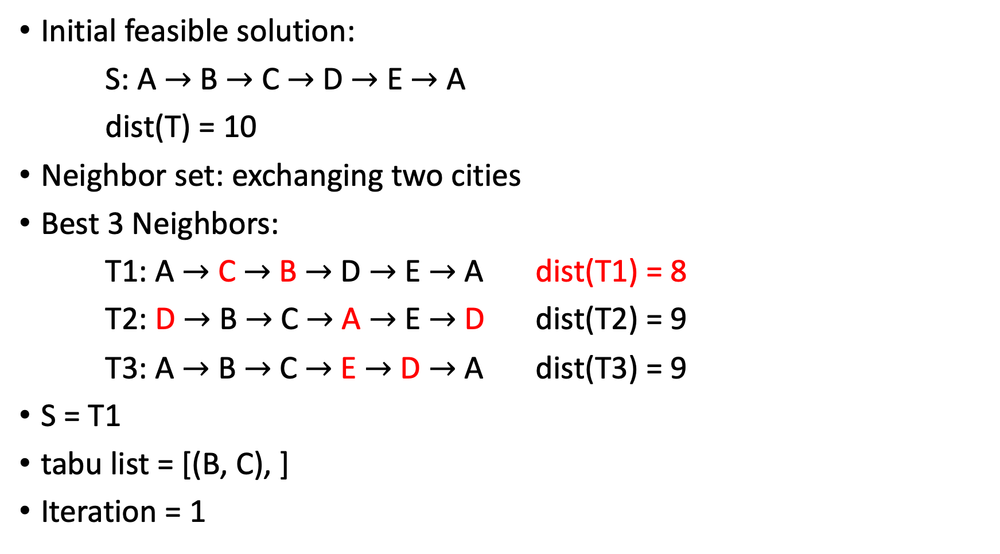 • Initial feasible solution:
S: A → B → C → D → E → A
dist(T) = 10
• Neighbor set: exchanging two cities
• Best 3 Neighbors:
T1: A → C → B → D → E → A dist(T1) = 8
T2: D → B → C → A → E → D dist(T2) = 9
T3: A → B → C → E → D → A dist(T3) = 9
• S = T1
• tabu list = [(B, C), ]
• Iteration = 1